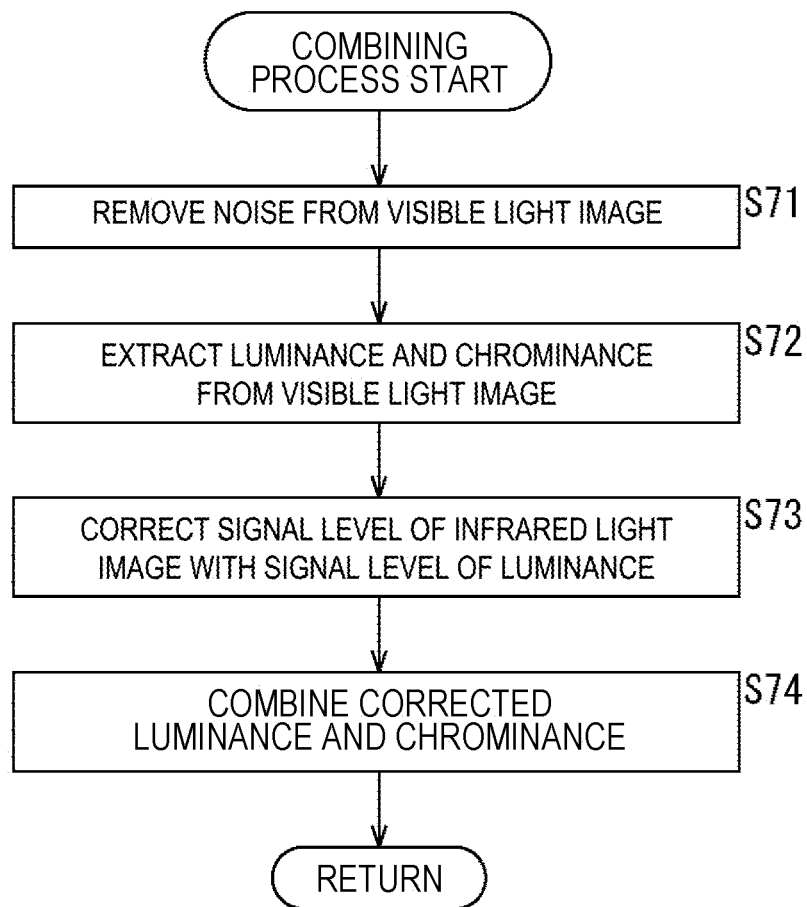 COMBINING
PROCESS START
REMOVE NOISE FROM VISIBLE LIGHT IMAGE
S71
EXTRACT LUMINANCE AND CHROMINANCE
FROM VISIBLE LIGHT IMAGE
S72
CORRECT SIGNAL LEVEL OF INFRARED LIGHT
IMAGE WITH SIGNAL LEVEL OF LUMINANCE
S73
COMBINE CORRECTED
LUMINANCE AND CHROMINANCE
S74
RETURN